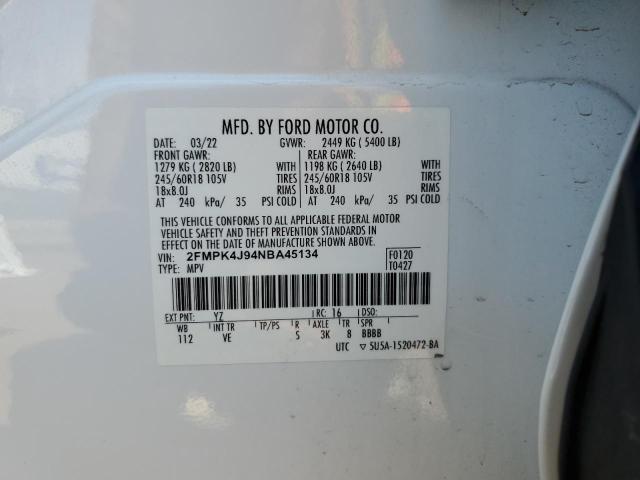 MFD. BY FORD MOTOR CO.
DATE: 03/22 GVWR: 2449 KG ( 5400 LB)
FRONT GAWR: REAR GAWR:
1279 KG ( 2820 LB) WITH 1198 KG ( 2640 LB) WITH
245/60R18 105V TIRES 245/60R18 105V TIRES
18x8.0J RIMS 18x8.0J RIMS
AT 240 kPa/ 35 PSI COLD AT 240 kPa/ 35 PSI COLD
THIS VEHICLE CONFORMS TO ALL APPLICABLE FEDERAL MOTOR
VEHICLE SAFETY AND THEFT PREVENTION STANDARDS IN
EFFECT ON THE DATE OF MANUFACTURE SHOWN ABOVE.
VIN: 2FMPK4J94NBA45134 F0120
TYPE: MPV T0427
EXT PNT: YZ RC: 16 DSO:
WB INT TR TP/PS R AXLE TR SPR
112 VE S 3K 8 BBBB
UTC ▽5U5A-1520472-BA